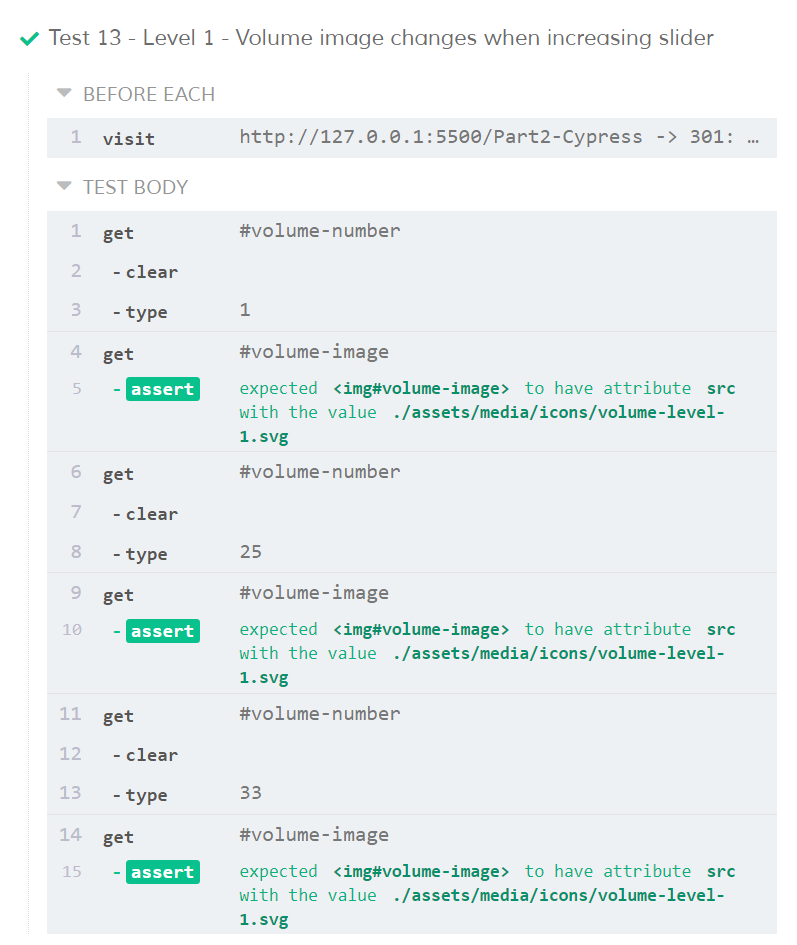 Test 13 - Level 1 - Volume image changes when increasing slider
BEFORE EACH
1 visit http://127.0.0.1:5500/Part2-Cypress -> 301: …
TEST BODY
1 get #volume-number
2 - clear
3 - type 1
4 get #volume-image
5 - assert expected <img#volume-image> to have attribute src
with the value ./assets/media/icons/volume-level-
1.svg
6 get #volume-number
7 - clear
8 - type 25
9 get #volume-image
10 - assert expected <img#volume-image> to have attribute src
with the value ./assets/media/icons/volume-level-
1.svg
11 get #volume-number
12 - clear
13 - type 33
14 get #volume-image
15 - assert expected <img#volume-image> to have attribute src
with the value ./assets/media/icons/volume-level-
1.svg